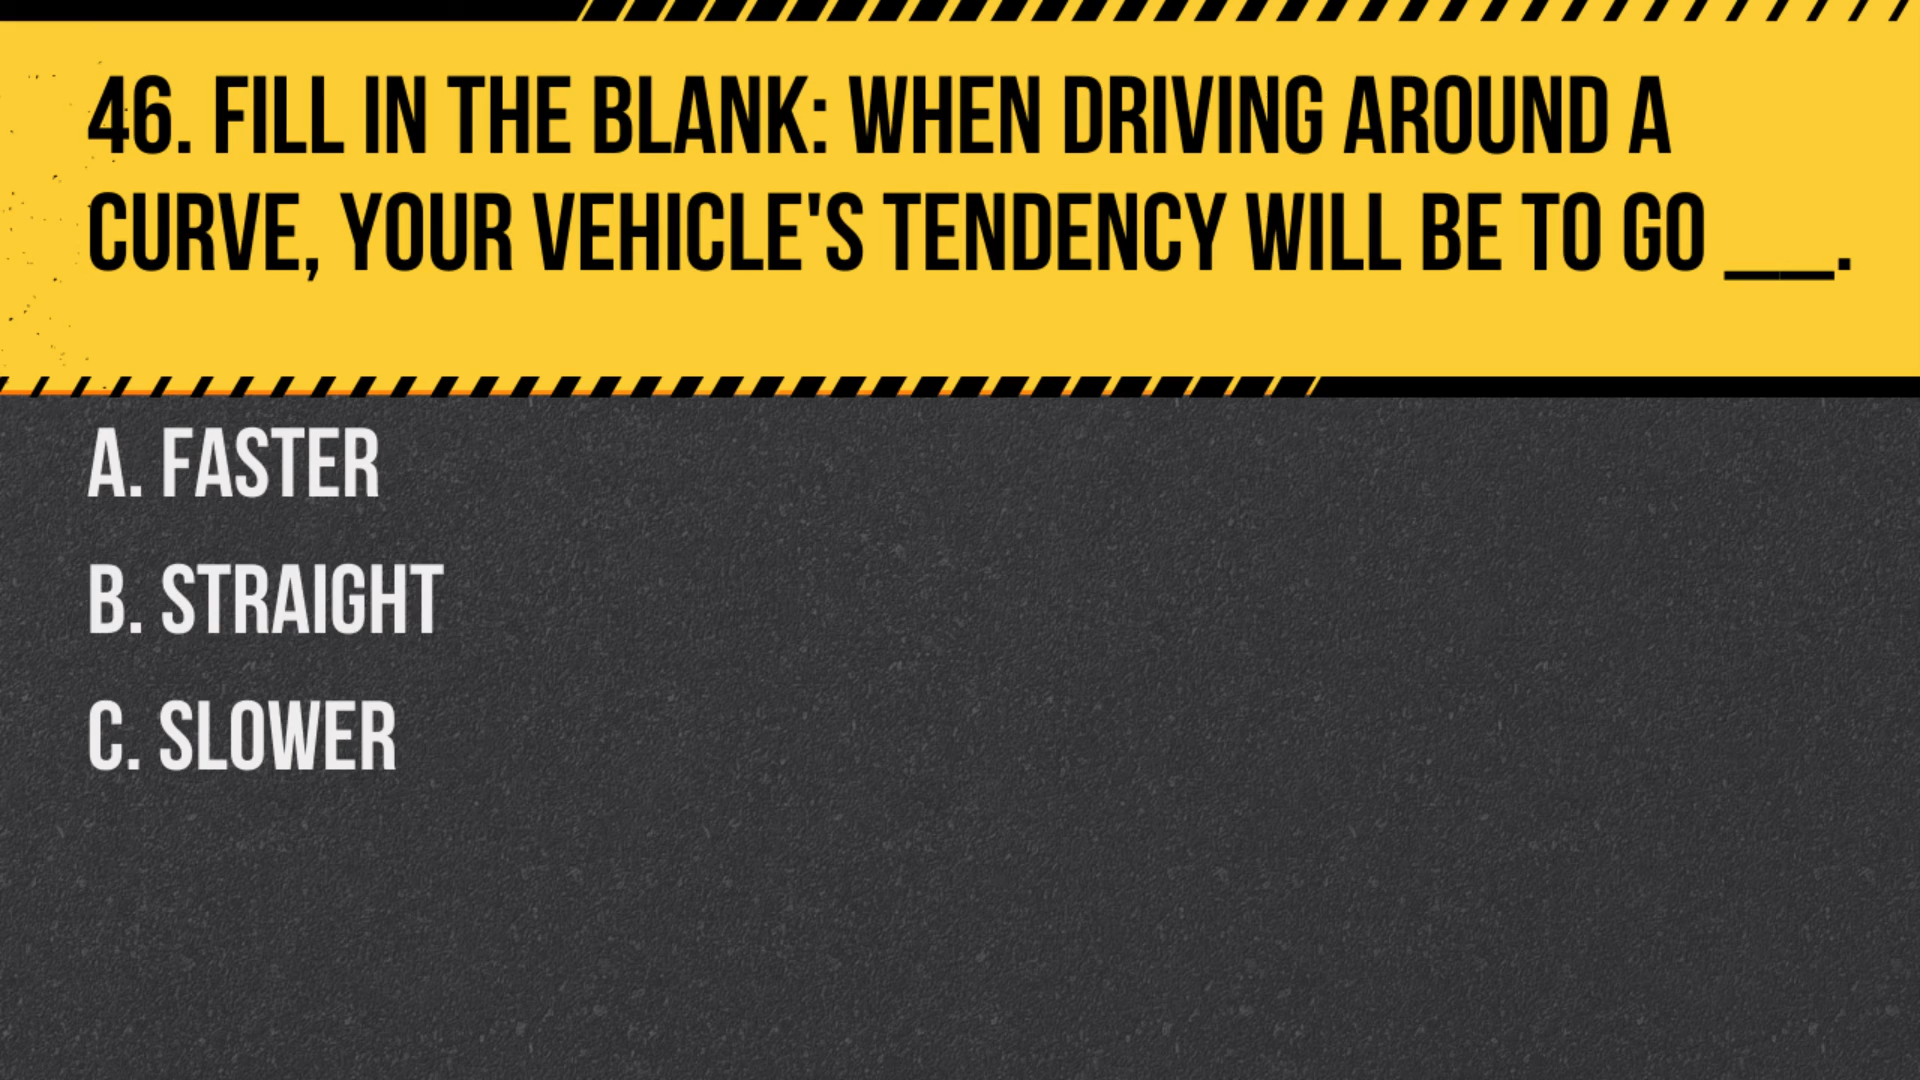 46. FILL IN THE BLANK: WHEN DRIVING AROUND A
CURVE, YOUR VEHICLE'S TENDENCY WILL BE TO GO ___.
A. FASTER
B. STRAIGHT
C. SLOWER